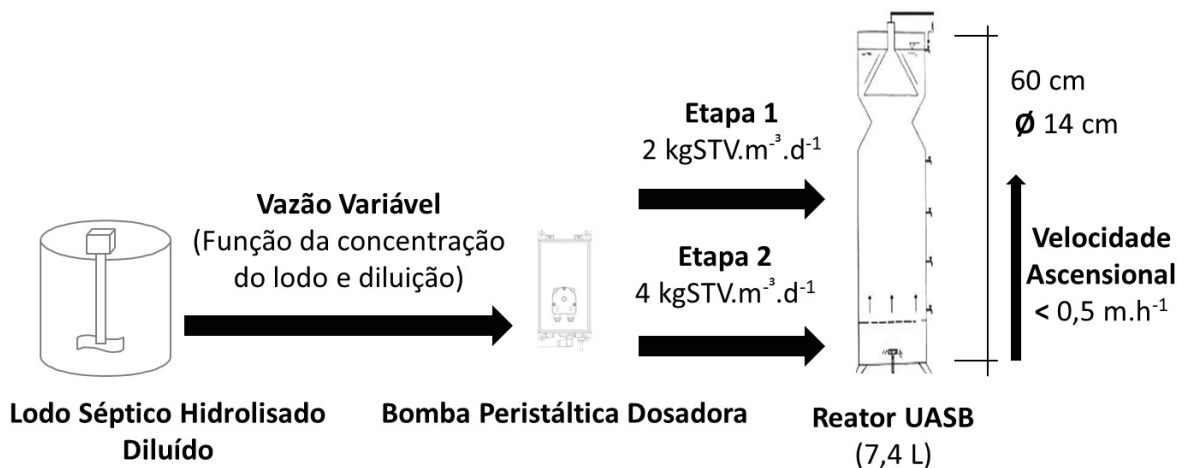 Etapa 1
2 kgSTV.m⁻³.d⁻¹
60 cm
Ø 14 cm
Vazão Variável
(Função da concentração
do lodo e diluição)
Etapa 2
4 kgSTV.m⁻³.d⁻¹
Velocidade
Ascensional
< 0,5 m.h⁻¹
Lodo Séptico Hidrolisado
Diluído
Bomba Peristáltica Dosadora
Reator UASB
(7,4 L)